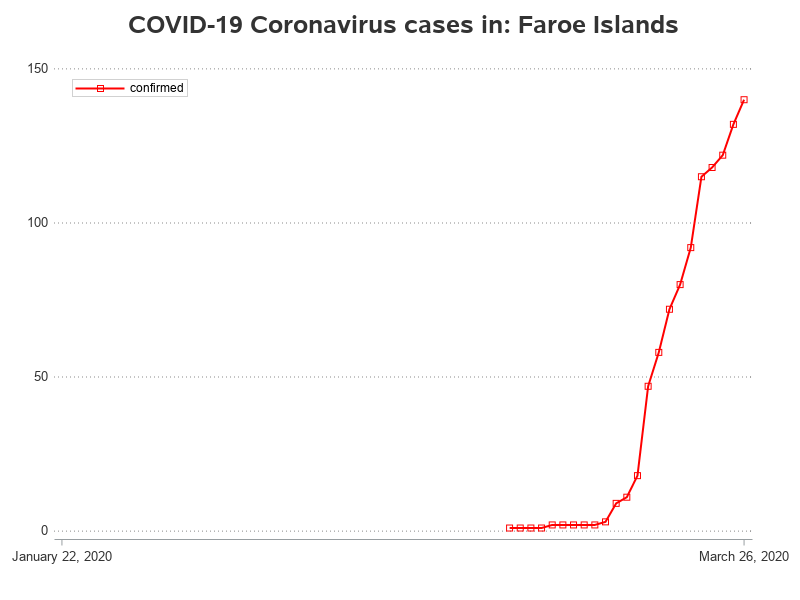 COVID-19 Coronavirus cases in: Faroe Islands
150
confirmed
100
50
0
January 22, 2020
March 26, 2020